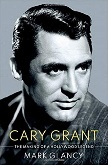 CARY GRANT
THE MAKING OF A HOLLYWOOD LEGEND
MARK GLANCY